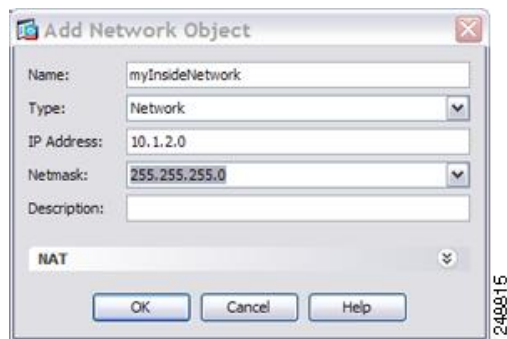 Add Network Object
Name: myInsideNetwork
Type: Network
IP Address: 10.1.2.0
Netmask: 255.255.255.0
Description:
NAT
OK Cancel Help
248815